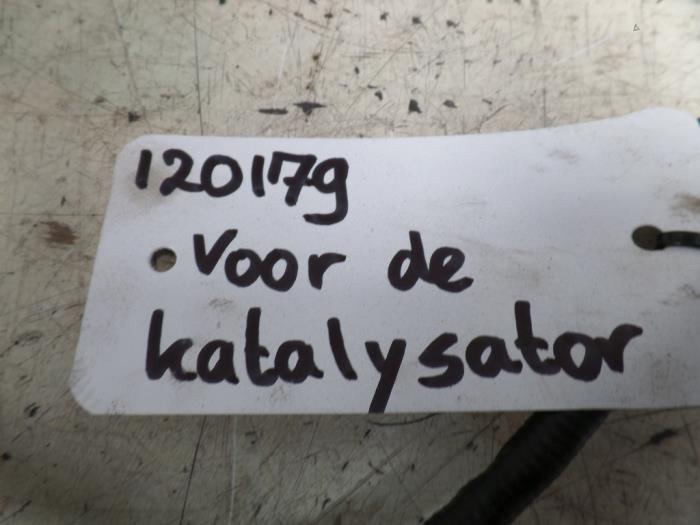 120179
voor de
katalysator